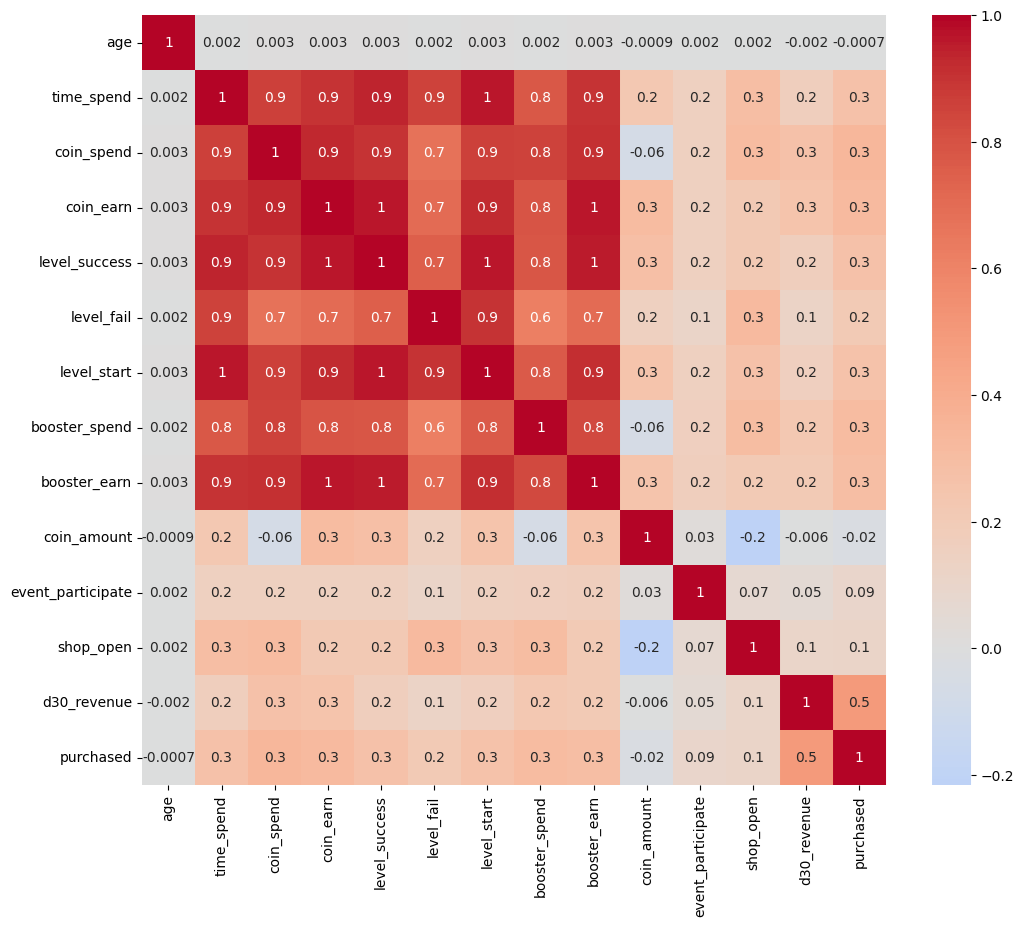 age 1 0.002 0.003 0.003 0.003 0.002 0.003 0.002 0.003 -0.0009 0.002 0.002 -0.002 -0.0007
time_spend 0.002 1 0.9 0.9 0.9 0.9 1 0.8 0.9 0.2 0.2 0.3 0.2 0.3
coin_spend 0.003 0.9 1 0.9 0.9 0.7 0.9 0.8 0.9 -0.06 0.2 0.3 0.3 0.3
coin_earn 0.003 0.9 0.9 1 1 0.7 0.9 0.8 1 0.3 0.2 0.2 0.3 0.3
level_success 0.003 0.9 0.9 1 1 0.7 1 0.8 1 0.3 0.2 0.2 0.2 0.3
level_fail 0.002 0.9 0.7 0.7 0.7 1 0.9 0.6 0.7 0.2 0.1 0.3 0.1 0.2
level_start 0.003 1 0.9 0.9 1 0.9 1 0.8 0.9 0.3 0.2 0.3 0.2 0.3
booster_spend 0.002 0.8 0.8 0.8 0.8 0.6 0.8 1 0.8 -0.06 0.2 0.3 0.2 0.3
booster_earn 0.003 0.9 0.9 1 1 0.7 0.9 0.8 1 0.3 0.2 0.2 0.2 0.3
coin_amount -0.0009 0.2 -0.06 0.3 0.3 0.2 0.3 -0.06 0.3 1 0.03 -0.2 -0.006 -0.02
event_participate 0.002 0.2 0.2 0.2 0.2 0.1 0.2 0.2 0.2 0.03 1 0.07 0.05 0.09
shop_open 0.002 0.3 0.3 0.2 0.2 0.3 0.3 0.3 0.2 -0.2 0.07 1 0.1 0.1
d30_revenue -0.002 0.2 0.3 0.3 0.2 0.1 0.2 0.2 0.2 -0.006 0.05 0.1 1 0.5
purchased -0.0007 0.3 0.3 0.3 0.3 0.2 0.3 0.3 0.3 -0.02 0.09 0.1 0.5 1
age
time_spend
coin_spend
coin_earn
level_success
level_fail
level_start
booster_spend
booster_earn
coin_amount
event_participate
shop_open
d30_revenue
purchased
1.0
0.8
0.6
0.4
0.2
0.0
−0.2